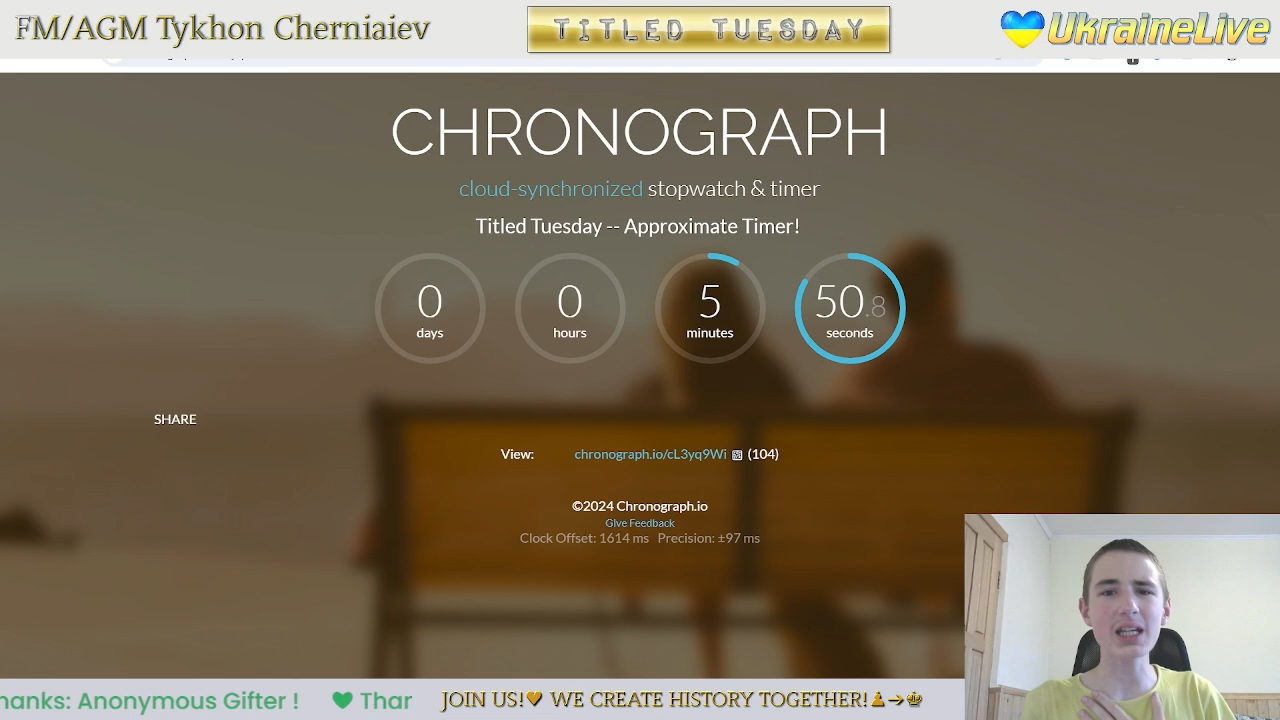 FM/AGM Tykhon Cherniaiev
TITLED TUESDAY
UkraineLive
CHRONOGRAPH
cloud-synchronized stopwatch & timer
Titled Tuesday -- Approximate Timer!
0 days
0 hours
5 minutes
50.8 seconds
SHARE
View: chronograph.io/cL3yq9Wi (104)
©2024 Chronograph.io
Give Feedback
Clock Offset: 1614 ms Precision: ±97 ms
hanks: Anonymous Gifter ! Thar
JOIN US! WE CREATE HISTORY TOGETHER!